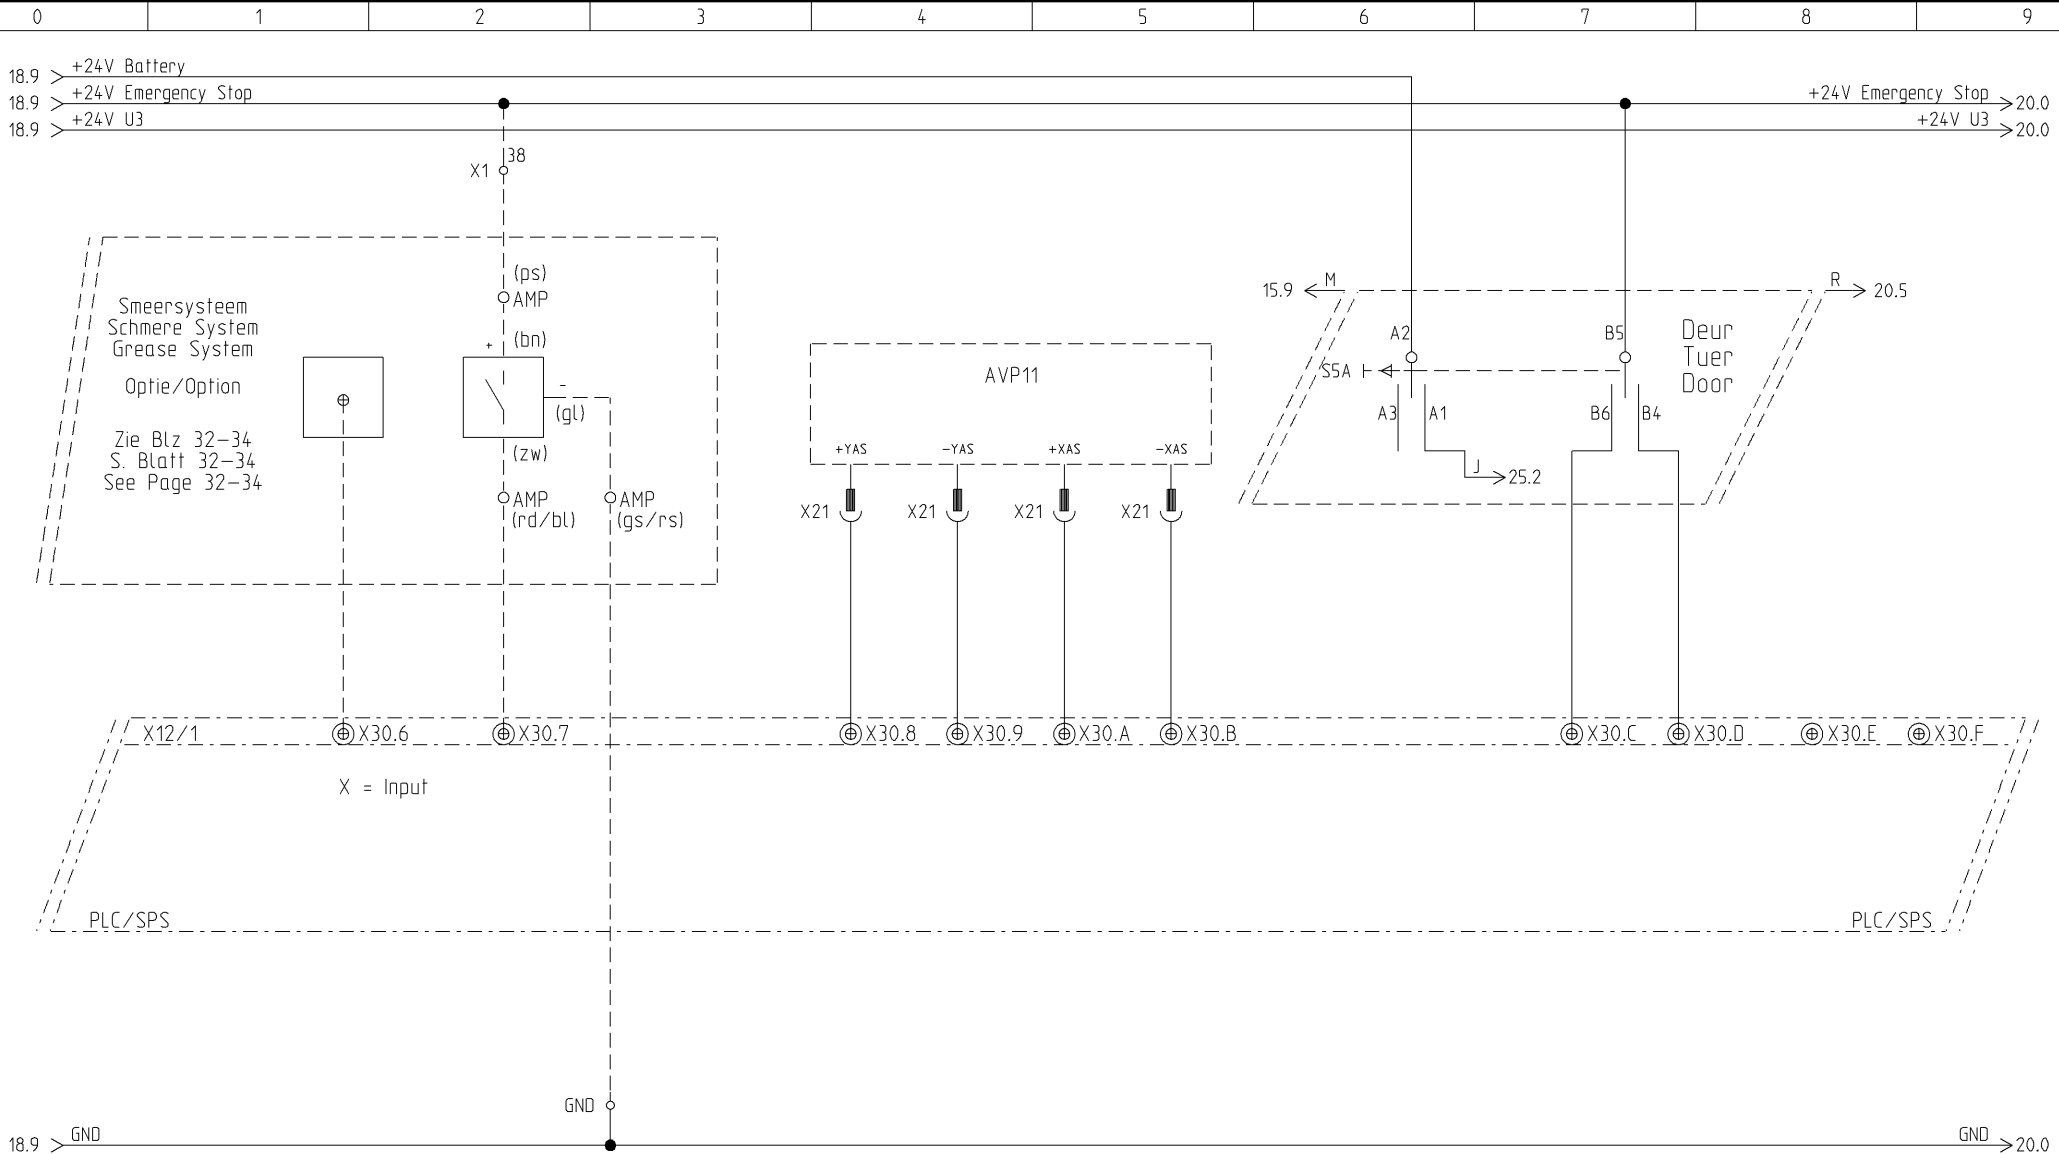 0 1 2 3 4 5 6 7 8 9
18.9 +24V Battery
18.9 +24V Emergency Stop +24V Emergency Stop 20.0
18.9 +24V U3 +24V U3 20.0
38
X1
(ps)
AMP
Smeersysteem
Schmere System
Grease System
Optie/Option
Zie Blz 32-34
S. Blatt 32-34
See Page 32-34
+ (bn)
-
(gl)
(zw)
AMP
(rd/bl)
AMP
(gs/rs)
AVP11
+YAS -YAS +XAS -XAS
X21 X21 X21 X21
15.9 M R 20.5
A2 B5
S5A
A3 A1 B6 B4
Deur
Tuer
Door
J 25.2
X12/1 X30.6 X30.7 X30.8 X30.9 X30.A X30.B X30.C X30.D X30.E X30.F
X = Input
PLC/SPS PLC/SPS
GND
18.9 GND GND 20.0